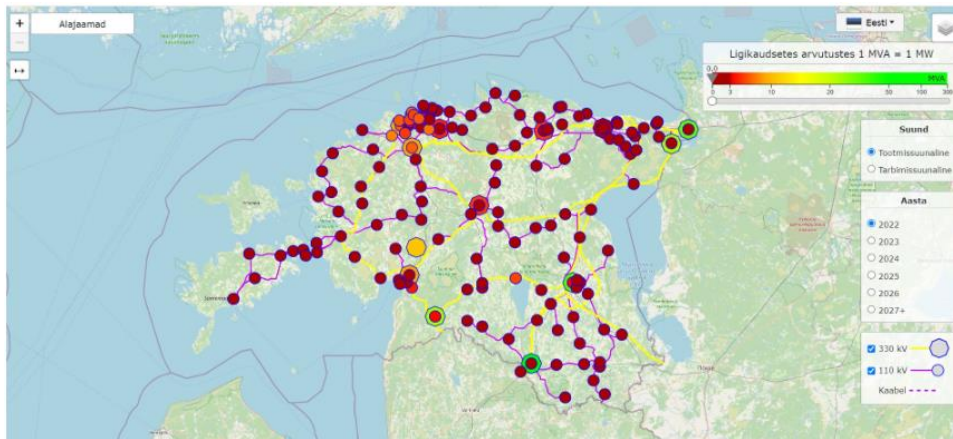 +
−
Alajaamad
Eesti
Ligikaudsetes arvutustes 1 MVA = 1 MW
0.0
MVA
0 3 10 20 50 100 300
Suund
Tootmissuunaline
Tarbimissuunaline
Aasta
2022
2023
2024
2025
2026
2027+
330 kV
110 kV
Kaabel